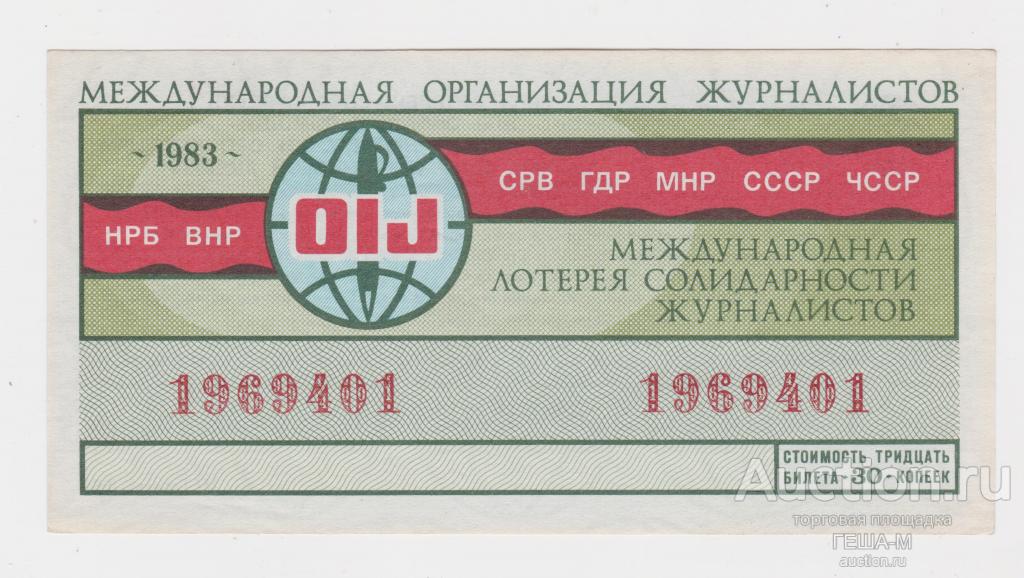 МЕЖДУНАРОДНАЯ ОРГАНИЗАЦИЯ ЖУРНАЛИСТОВ
~ 1983 ~
СРВ ГДР МНР СССР ЧССР
НРБ ВНР
OIJ
МЕЖДУНАРОДНАЯ
ЛОТЕРЕЯ СОЛИДАРНОСТИ
ЖУРНАЛИСТОВ
1969401 1969401
СТОИМОСТЬ ТРИДЦАТЬ
БИЛЕТА - 30 - КОПЕЕК
Auction.ru
торговая площадка
ГЕША-М
auction.ru